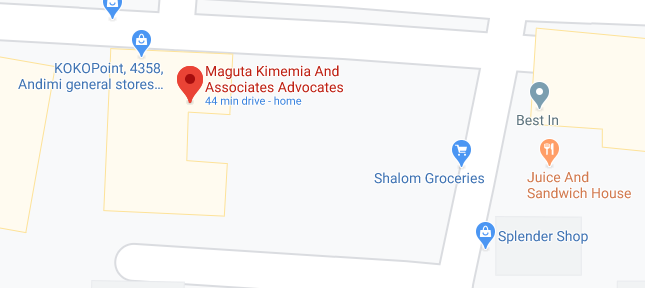 KOKOPoint, 4358,
Andimi general stores...
Maguta Kimemia And
Associates Advocates
44 min drive - home
Best In
Shalom Groceries
Juice And
Sandwich House
Splender Shop